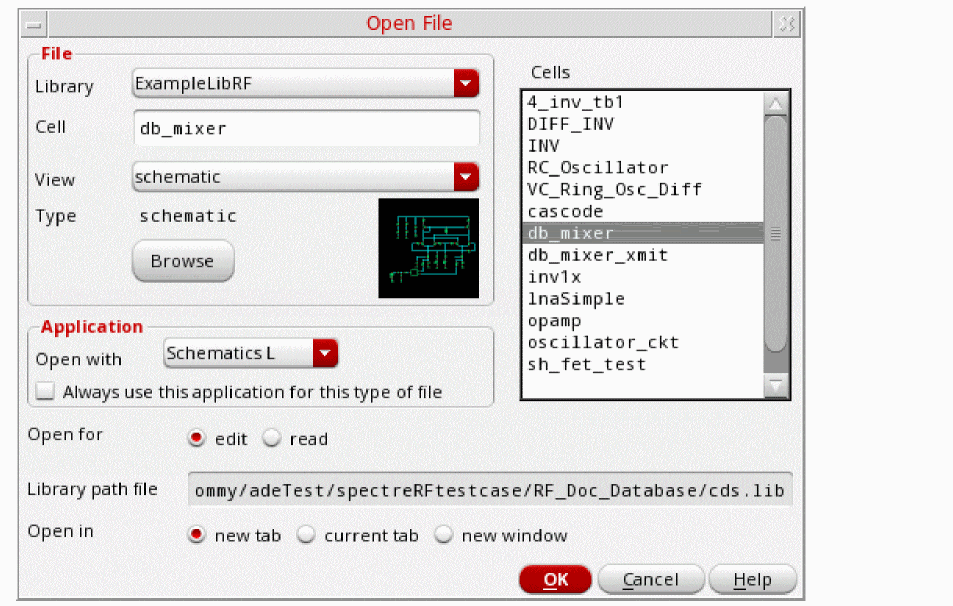 Open File
File
Library ExampleLibRF
Cell db_mixer
View schematic
Type schematic
Browse
Cells
4_inv_tb1
DIFF_INV
INV
RC_Oscillator
VC_Ring_Osc_Diff
cascode
db_mixer
db_mixer_xmit
inv1x
lnaSimple
opamp
oscillator_ckt
sh_fet_test
Application
Open with Schematics L
Always use this application for this type of file
Open for edit read
Library path file ommy/adeTest/spectreRFtestcase/RF_Doc_Database/cds.lib
Open in new tab current tab new window
OK Cancel Help